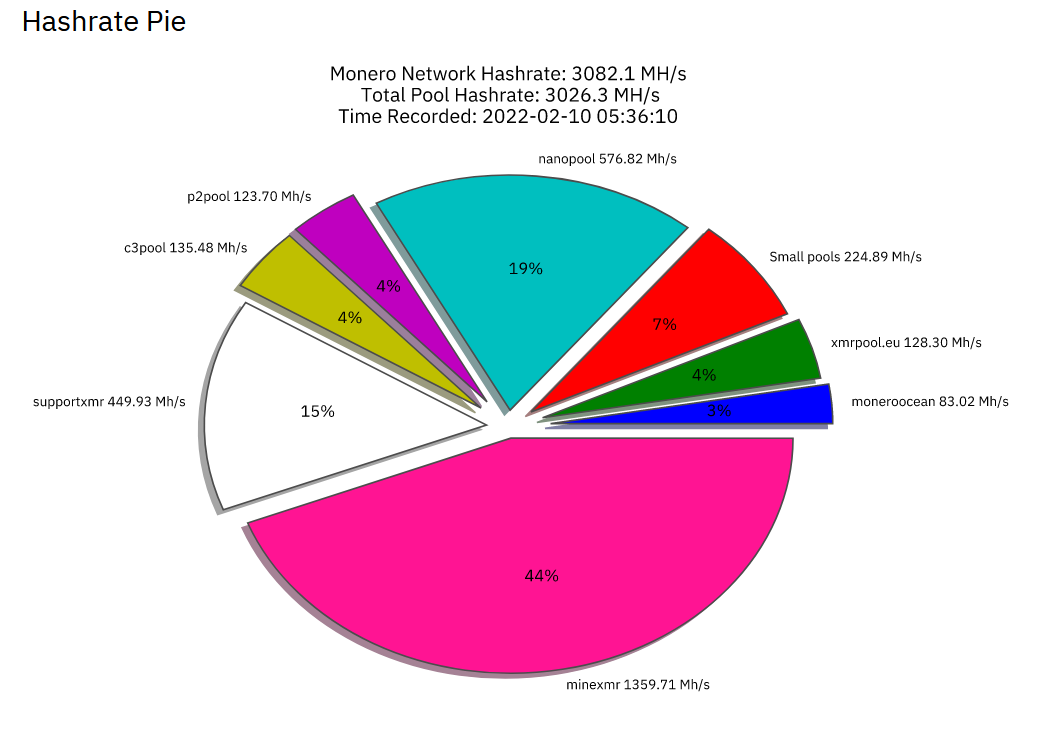 Hashrate Pie
Monero Network Hashrate: 3082.1 MH/s
Total Pool Hashrate: 3026.3 MH/s
Time Recorded: 2022-02-10 05:36:10
nanopool 576.82 Mh/s
p2pool 123.70 Mh/s
c3pool 135.48 Mh/s
Small pools 224.89 Mh/s
19%
4%
4%
7%
xmrpool.eu 128.30 Mh/s
4%
supportxmr 449.93 Mh/s
15%
3%
moneroocean 83.02 Mh/s
44%
minexmr 1359.71 Mh/s